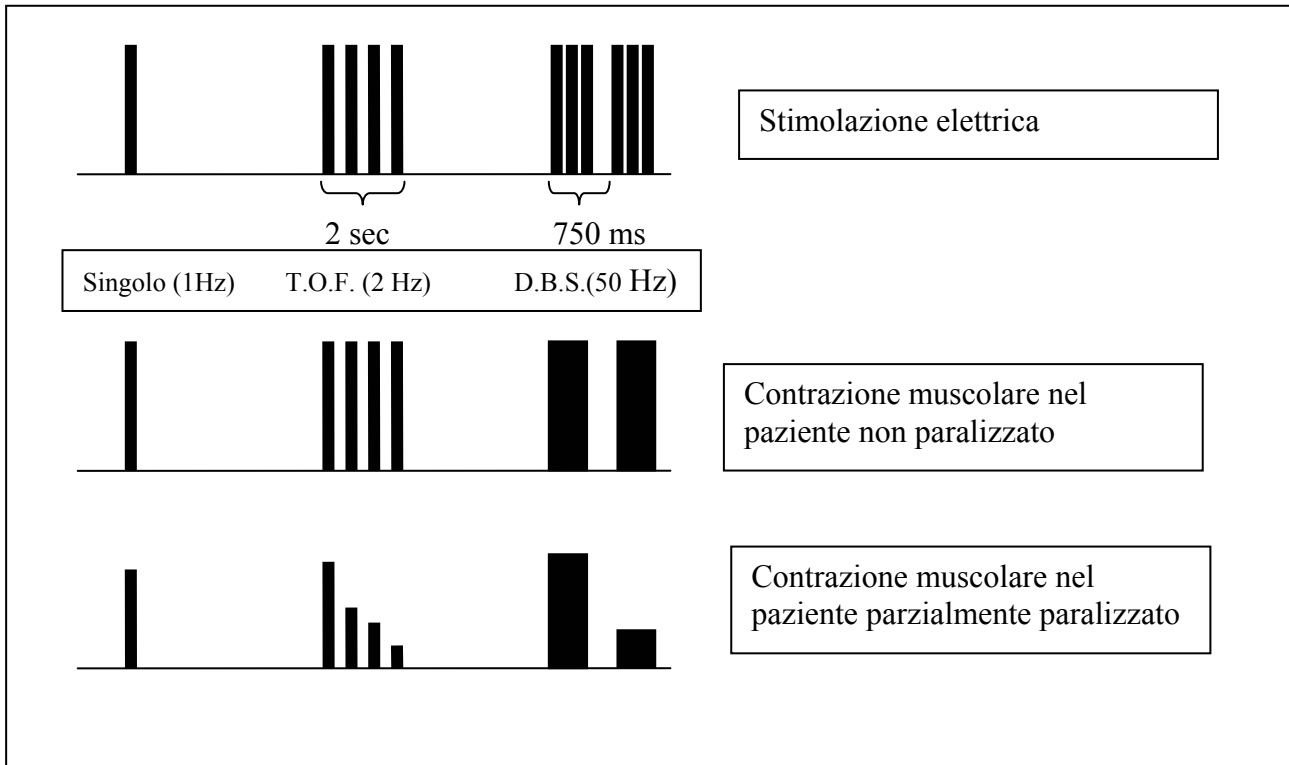 Stimolazione elettrica
2 sec 750 ms
Singolo (1Hz) T.O.F. (2 Hz) D.B.S.(50 Hz)
Contrazione muscolare nel
paziente non paralizzato
Contrazione muscolare nel
paziente parzialmente paralizzato